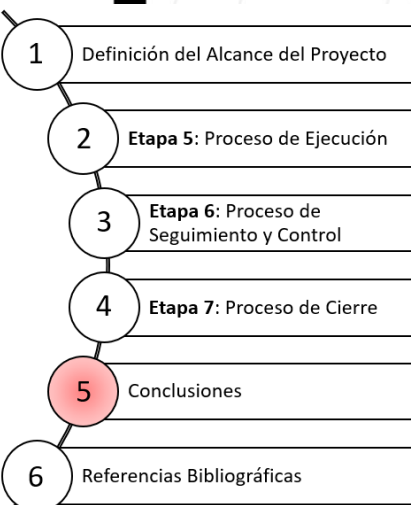 1 Definición del Alcance del Proyecto
2 Etapa 5: Proceso de Ejecución
3 Etapa 6: Proceso de
Seguimiento y Control
4 Etapa 7: Proceso de Cierre
5 Conclusiones
6 Referencias Bibliográficas